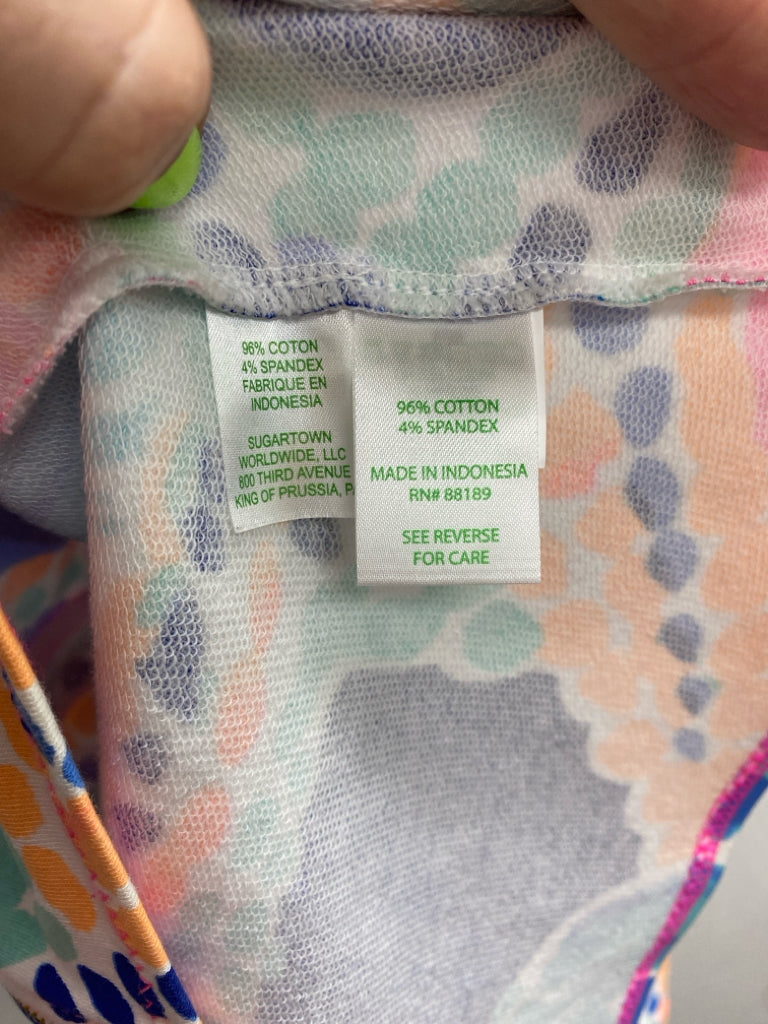 96% COTON
4% SPANDEX
FABRIQUE EN
INDONESIA
SUGARTOWN
WORLDWIDE, LLC
800 THIRD AVENUE
KING OF PRUSSIA,
96% COTTON
4% SPANDEX
MADE IN INDONESIA
RN# 88189
SEE REVERSE
FOR CARE